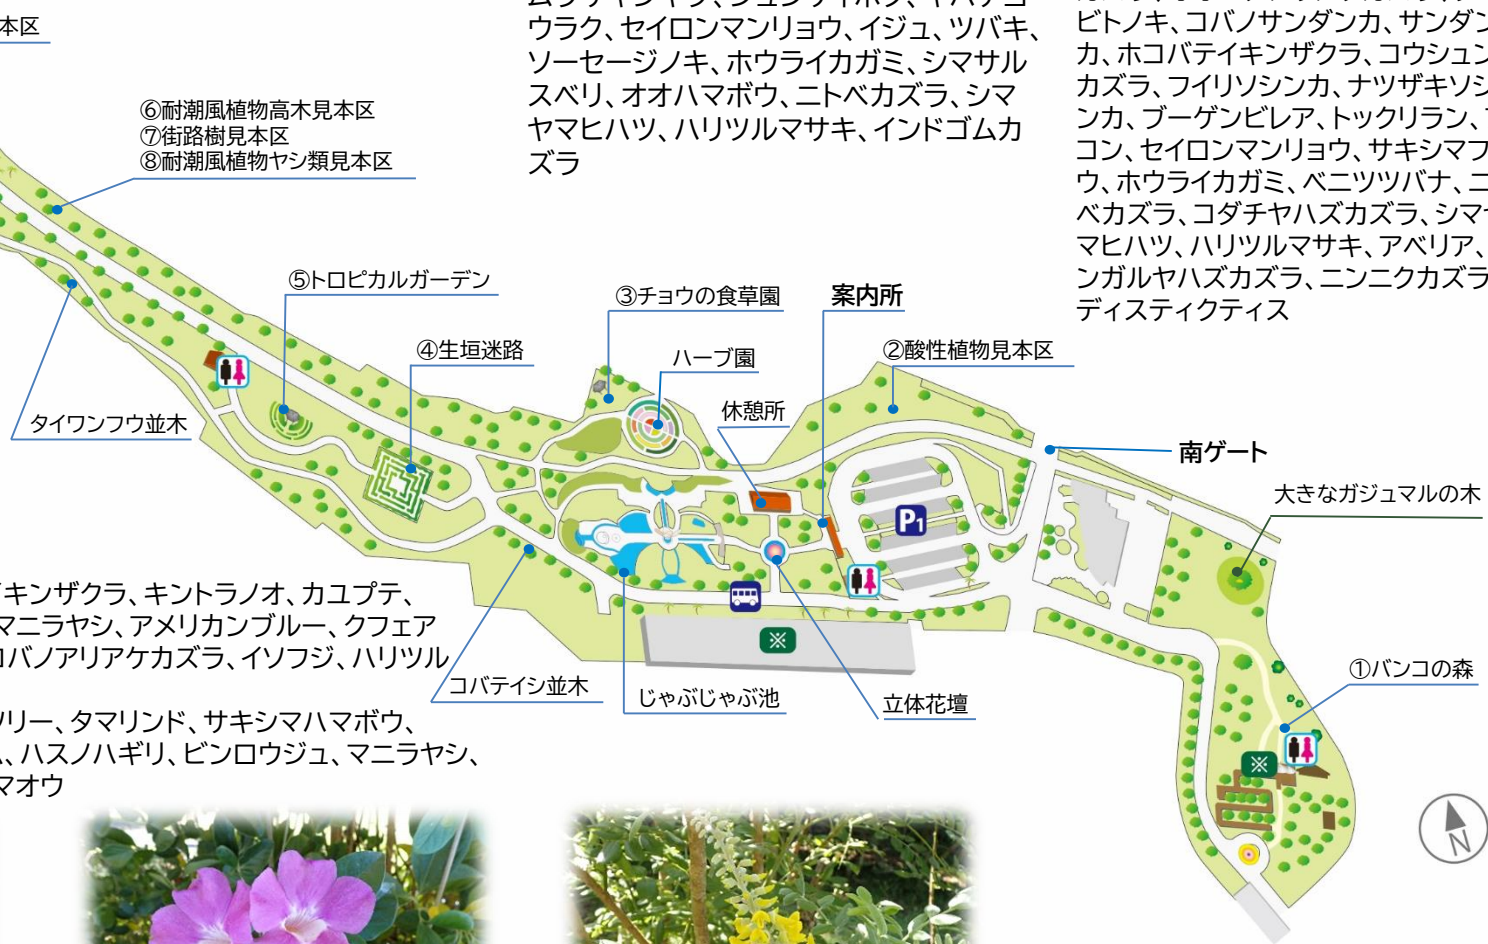 本区
⑥耐潮風植物高木見本区
⑦街路樹見本区
⑧耐潮風植物ヤシ類見本区
ウラク、セイロンマンリョウ、イジュ、ツバキ、
ソーセージノキ、ホウライカガミ、シマサル
スベリ、オオハマボウ、ニトベカズラ、シマ
ヤマヒハツ、ハリツルマサキ、インドゴムカ
ズラ
ビトノキ、コバノサンダンカ、サンダン
カ、ホコバテイキンザクラ、コウシュン
カズラ、フイリソシンカ、ナツザキソシ
ンカ、ブーゲンビレア、トックリラン、
コン、セイロンマンリョウ、サキシマフ
ウ、ホウライカガミ、ベニツツバナ、ニ
ベカズラ、コダチヤハズカズラ、シマ
マヒハツ、ハリツルマサキ、アベリア、
ンガルヤハズカズラ、ニンニクカズラ
ディスティクティス
⑤トロピカルガーデン
③チョウの食草園
案内所
④生垣迷路
ハーブ園
②酸性植物見本区
休憩所
タイワンフウ並木
南ゲート
大きなガジュマルの木
P1
キンザクラ、キントラノオ、カユプテ、
マニラヤシ、アメリカンブルー、クフェア
バノアリアケカズラ、イソフジ、ハリツル
※
①バンコの森
コバテイシ並木
じゃぶじゃぶ池
立体花壇
ツリー、タマリンド、サキシマハマボウ、
、ハスノハギリ、ビンロウジュ、マニラヤシ、
マオウ
※
N